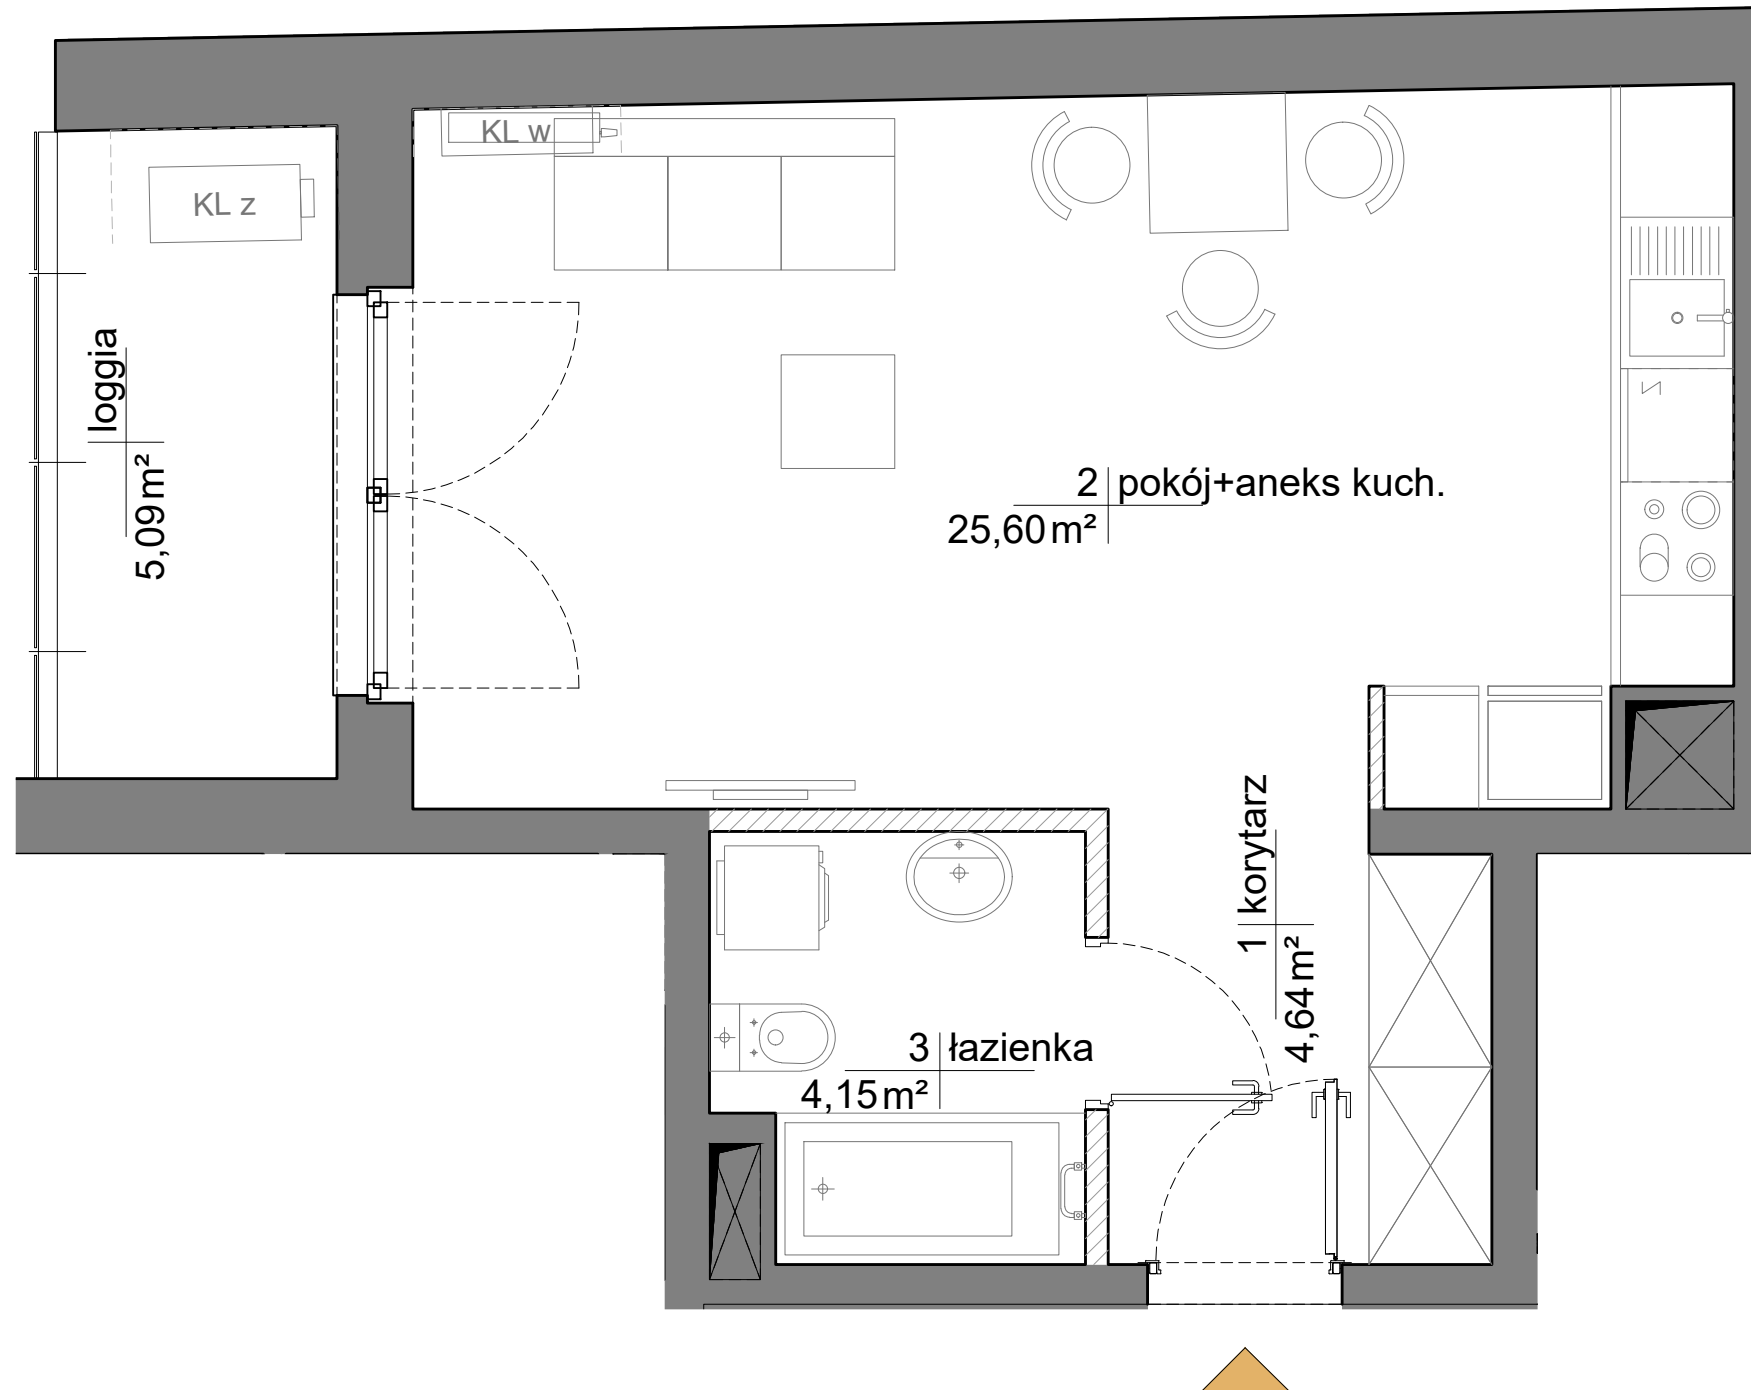 KL w
KL z
loggia
5,09 m²
2 pokój+aneks kuch.
25,60 m²
1 korytarz
4,64 m²
3 łazienka
4,15 m²